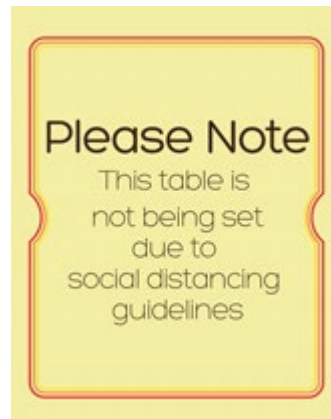 Please Note
This table is
not being set
due to
social distancing
guidelines